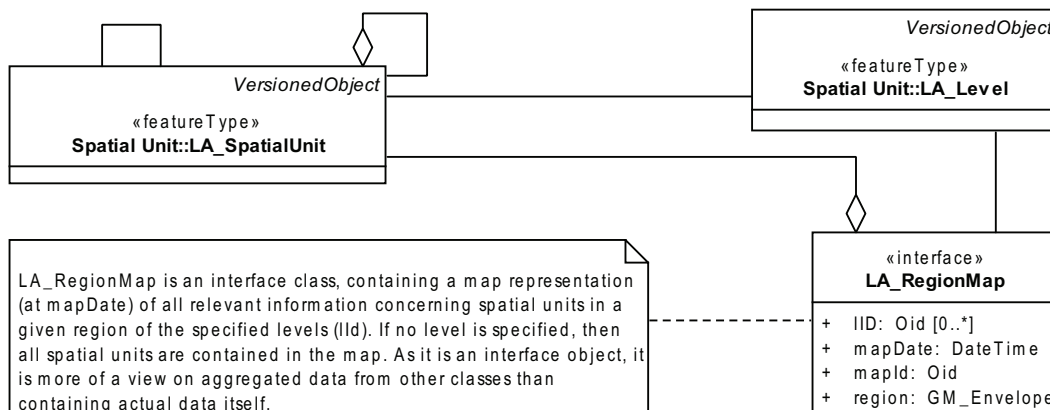 VersionedObject
«featureType»
Spatial Unit::LA_SpatialUnit
VersionedObject
«featureType»
Spatial Unit::LA_Level
LA_RegionMap is an interface class, containing a map representation
(at mapDate) of all relevant information concerning spatial units in a
given region of the specified levels (lId). If no level is specified, then
all spatial units are contained in the map. As it is an interface object, it
is more of a view on aggregated data from other classes than
containing actual data itself.
«interface»
LA_RegionMap
+ lID: Oid [0..*]
+ mapDate: DateTime
+ mapId: Oid
+ region: GM_Envelope